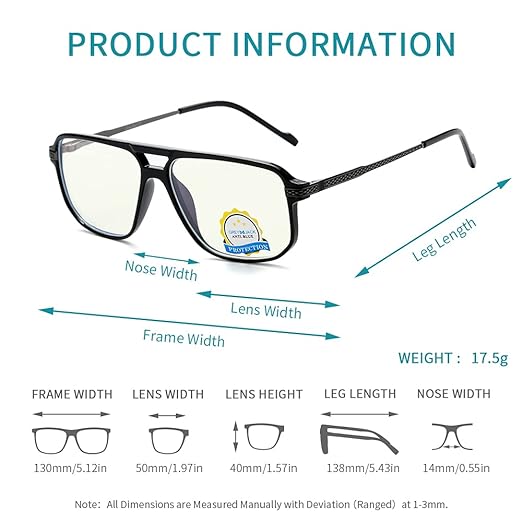 PRODUCT INFORMATION
GREY JACK
ANTI BLUE
PROTECTION
Nose Width
Lens Width
Frame Width
Leg Length
WEIGHT : 17.5g
FRAME WIDTH LENS WIDTH LENS HEIGHT LEG LENGTH NOSE WIDTH
130mm/5.12in 50mm/1.97in 40mm/1.57in 138mm/5.43in 14mm/0.55in
Note: All Dimensions are Measured Manually with Deviation (Ranged) at 1-3mm.